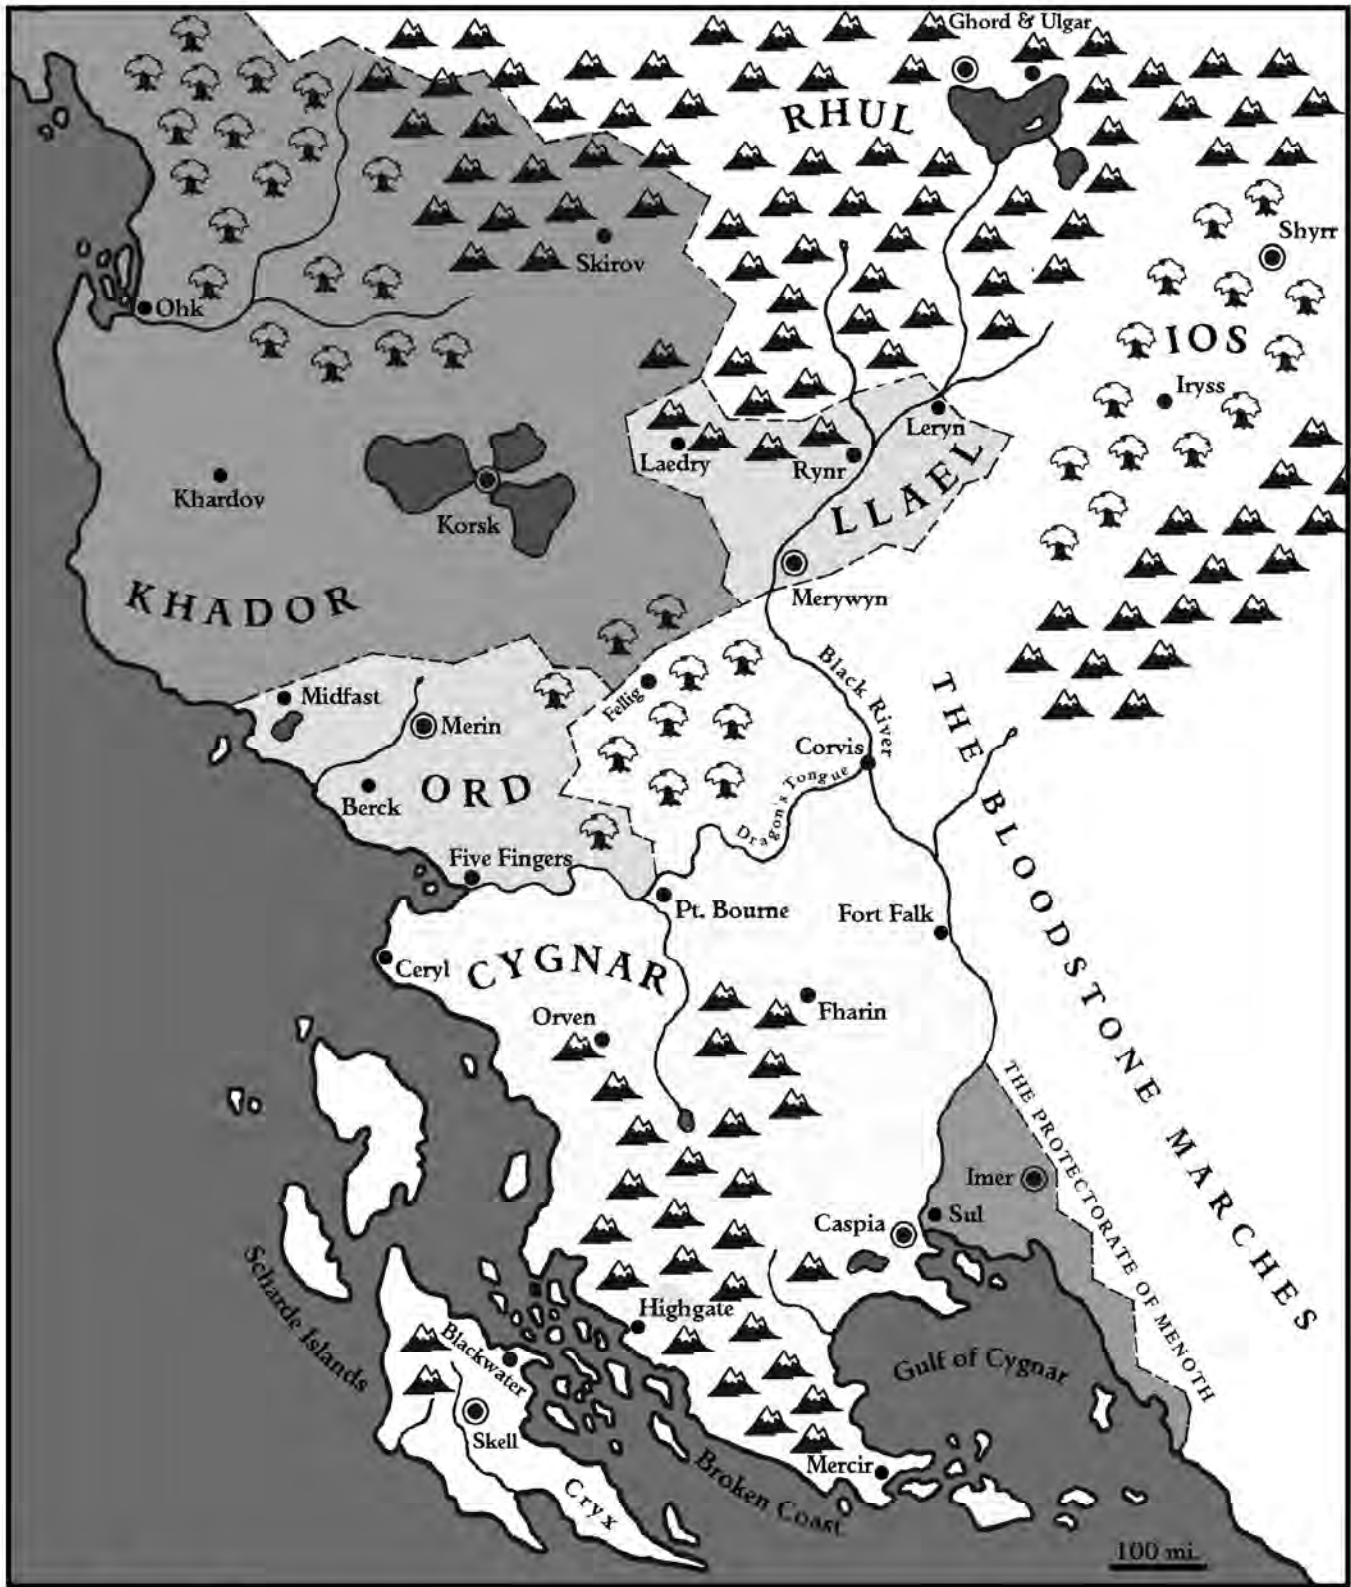 Ghord & Ulgar
RHUL
Shyrr
Skirov
Ohk
IOS
Iryss
Leryn
Laedry
Rynr
LLAEL
Khardov
Korsk
KHADOR
Merywyn
Black River
Fellig
Midfast
Merin
Corvis
THE BLOODSTONE MARCHES
ORD
Berck
Dragon's Tongue
Five Fingers
Pt. Bourne
Fort Falk
CYGNAR
Ceryl
Fharin
Orven
THE PROTECTORATE OF MENOTH
Imer
Sul
Caspia
Scharde Islands
Highgate
Blackwater
Gulf of Cygnar
Skell
Mercir
Broken Coast
Cryx
100 mi.